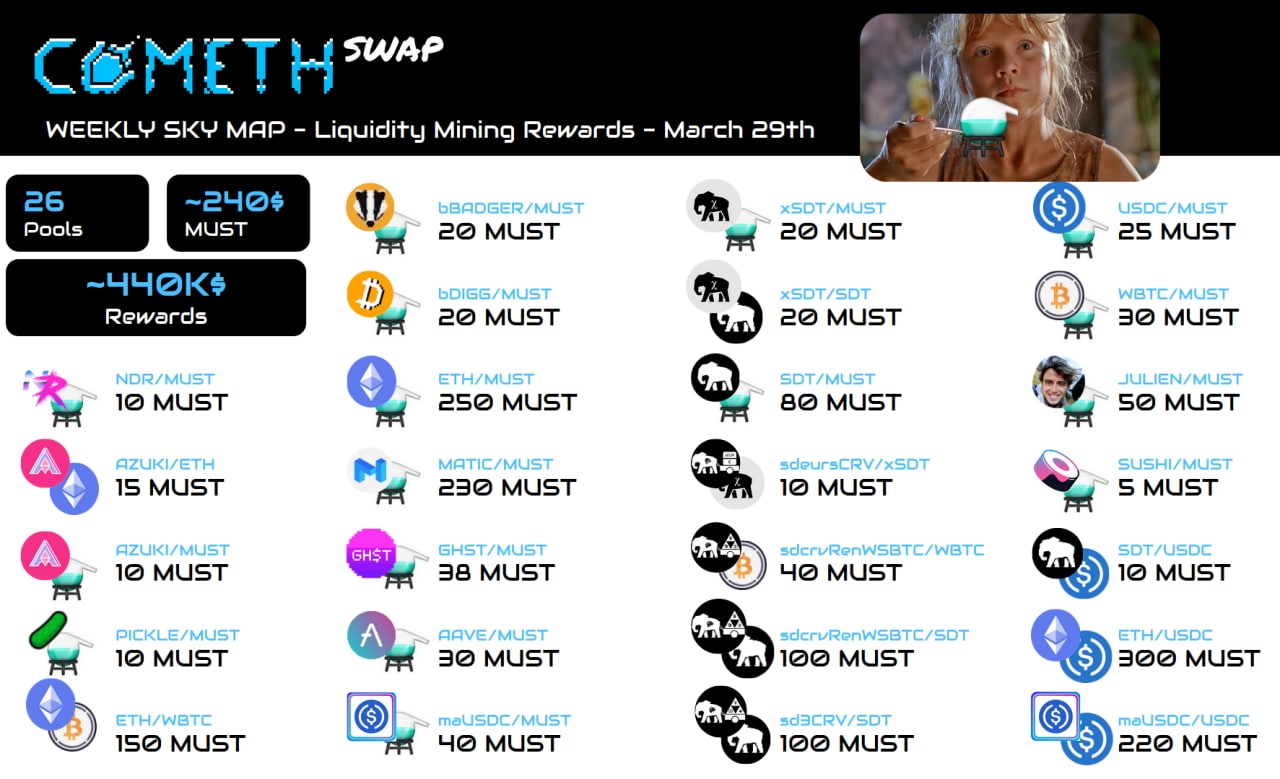 COMETH SWAP
WEEKLY SKY MAP - Liquidity Mining Rewards - March 29th
26
Pools
~240$
MUST
~440K$
Rewards
NDR/MUST
10 MUST
AZUKI/ETH
15 MUST
AZUKI/MUST
10 MUST
PICKLE/MUST
10 MUST
ETH/WBTC
150 MUST
bBADGER/MUST
20 MUST
bDIGG/MUST
20 MUST
ETH/MUST
250 MUST
MATIC/MUST
230 MUST
GH$T
GHST/MUST
38 MUST
AAVE/MUST
30 MUST
maUSDC/MUST
40 MUST
xSDT/MUST
20 MUST
xSDT/SDT
20 MUST
SDT/MUST
80 MUST
sdeursCRV/xSDT
10 MUST
sdcrvRenWSBTC/WBTC
40 MUST
sdcrvRenWSBTC/SDT
100 MUST
sd3CRV/SDT
100 MUST
USDC/MUST
25 MUST
WBTC/MUST
30 MUST
JULIEN/MUST
50 MUST
SUSHI/MUST
5 MUST
SDT/USDC
10 MUST
ETH/USDC
300 MUST
maUSDC/USDC
220 MUST